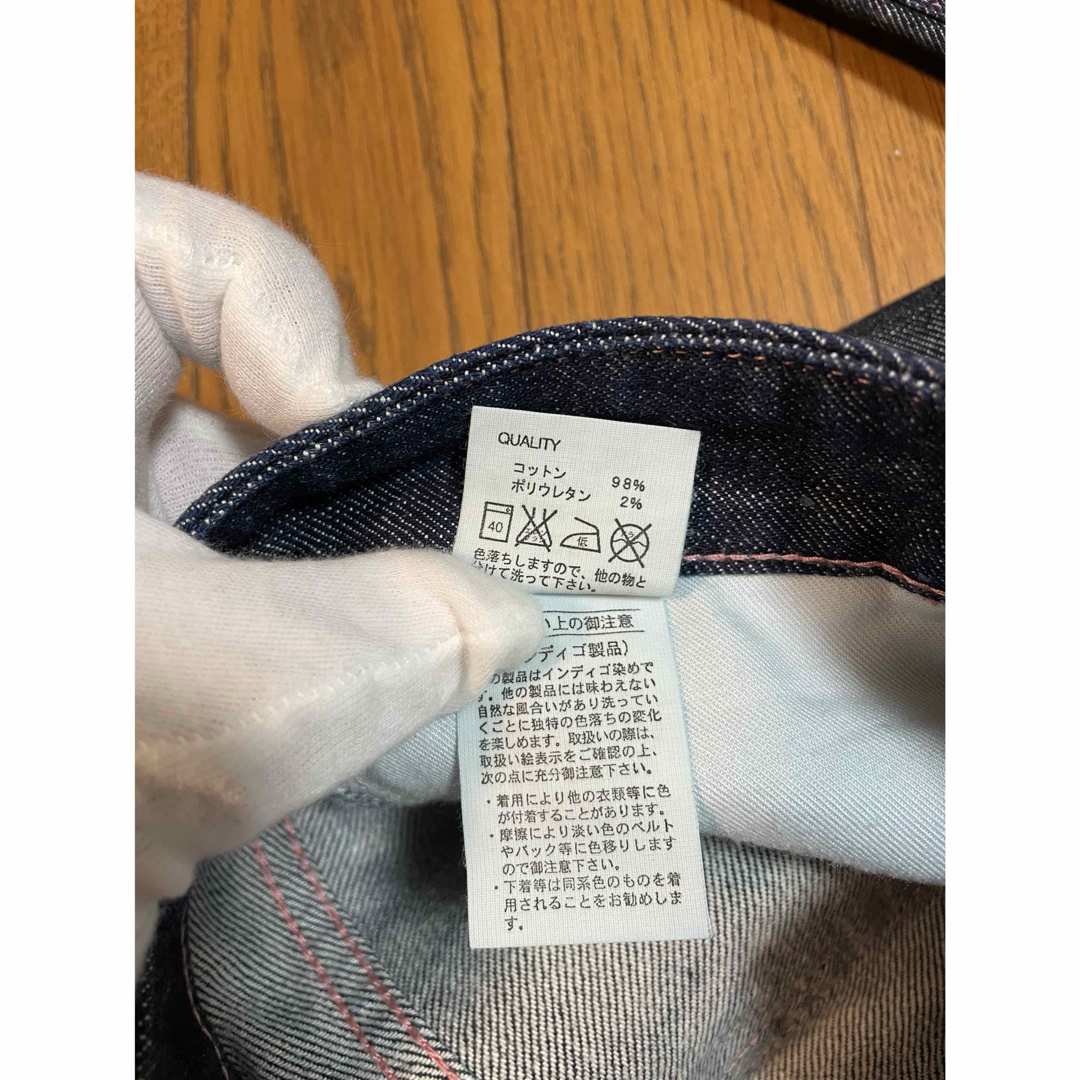 QUALITY
コットン 98%
ポリウレタン 2%
40 低
色落ちしますので、他の物と
分けて洗って下さい。
い上の御注意
ンディゴ製品)
の製品はインディゴ染めで
す。他の製品には味わえない
自然な風合いがあり洗ってい
くごとに独特の色落ちの変化
を楽しめます。取扱いの際は、
取扱い絵表示をご確認の上、
次の点に充分御注意下さい。
・着用により他の衣類等に色
が付着することがあります。
・摩擦により淡い色のベルト
やバック等に色移りします
ので御注意下さい。
・下着等は同系色のものを着
用されることをお勧めしま
す。